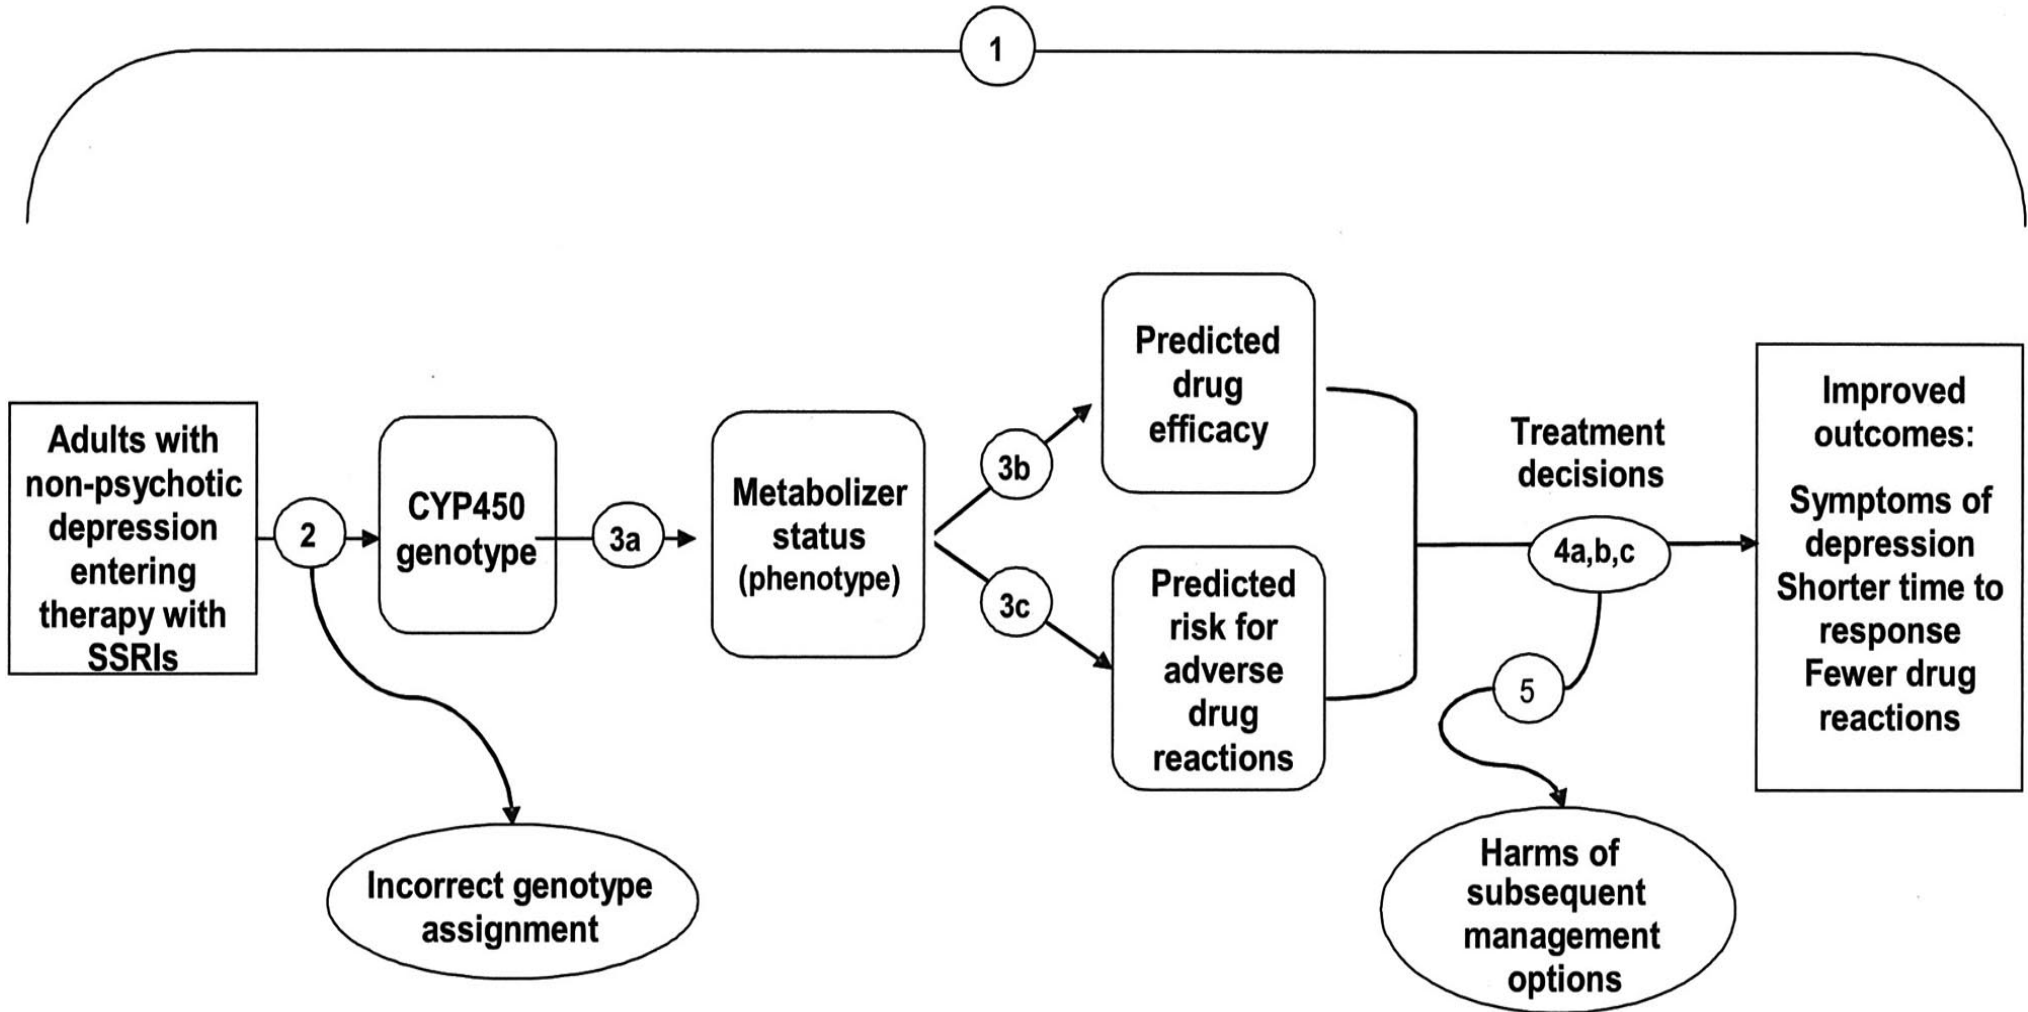 1
Adults with
non-psychotic
depression
entering
therapy with
SSRIs
2
CYP450
genotype
3a
Metabolizer
status
(phenotype)
3b
3c
Predicted
drug
efficacy
Predicted
risk for
adverse
drug
reactions
Treatment
decisions
4a,b,c
5
Improved
outcomes:
Symptoms of
depression
Shorter time to
response
Fewer drug
reactions
Incorrect genotype
assignment
Harms of
subsequent
management
options